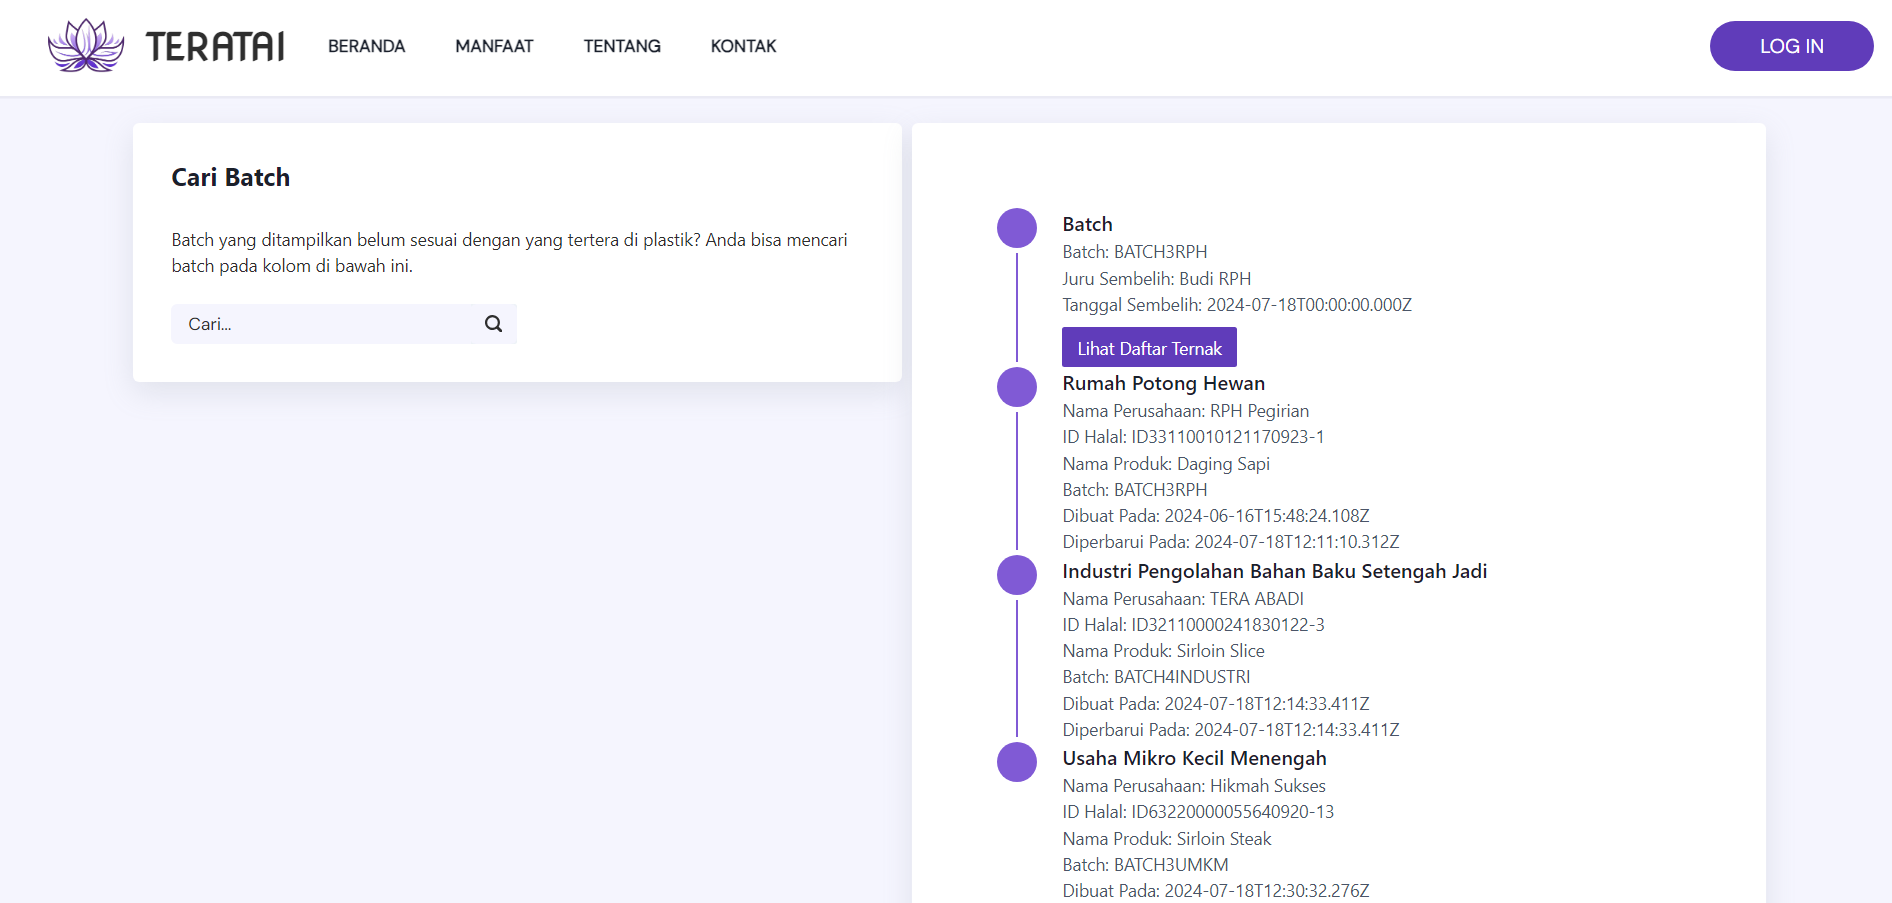 TERATAI
BERANDA
MANFAAT
TENTANG
KONTAK
LOG IN
Cari Batch
Batch yang ditampilkan belum sesuai dengan yang tertera di plastik? Anda bisa mencari
batch pada kolom di bawah ini.
Cari...
Batch
Batch: BATCH3RPH
Juru Sembelih: Budi RPH
Tanggal Sembelih: 2024-07-18T00:00:00.000Z
Lihat Daftar Ternak
Rumah Potong Hewan
Nama Perusahaan: RPH Pegirian
ID Halal: ID33110010121170923-1
Nama Produk: Daging Sapi
Batch: BATCH3RPH
Dibuat Pada: 2024-06-16T15:48:24.108Z
Diperbarui Pada: 2024-07-18T12:11:10.312Z
Industri Pengolahan Bahan Baku Setengah Jadi
Nama Perusahaan: TERA ABADI
ID Halal: ID32110000241830122-3
Nama Produk: Sirloin Slice
Batch: BATCH4INDUSTRI
Dibuat Pada: 2024-07-18T12:14:33.411Z
Diperbarui Pada: 2024-07-18T12:14:33.411Z
Usaha Mikro Kecil Menengah
Nama Perusahaan: Hikmah Sukses
ID Halal: ID63220000055640920-13
Nama Produk: Sirloin Steak
Batch: BATCH3UMKM
Dibuat Pada: 2024-07-18T12:30:32.276Z